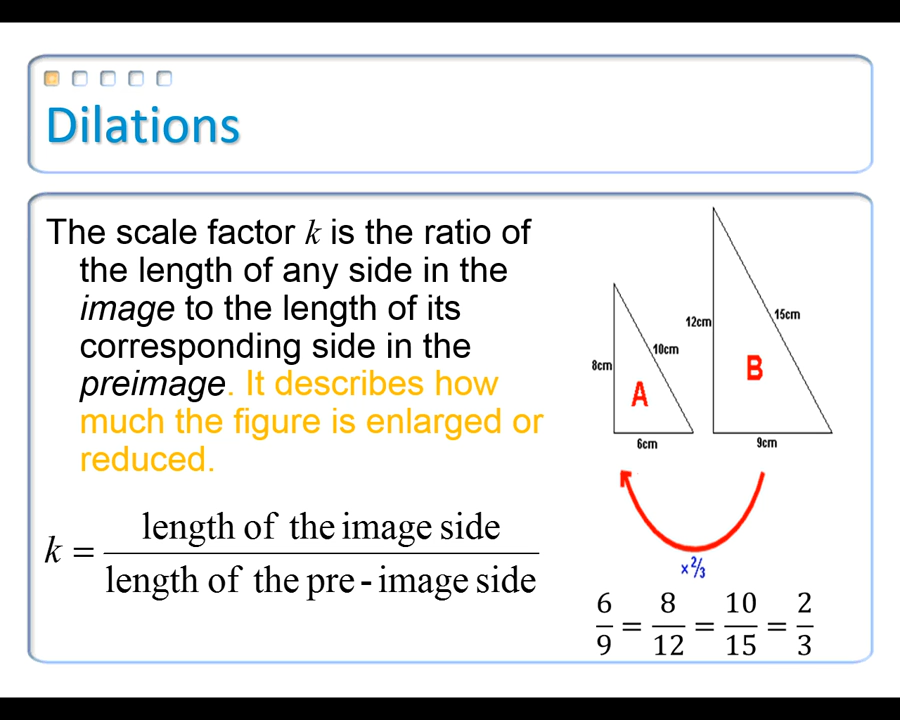 Dilations
The scale factor k is the ratio of
the length of any side in the
image to the length of its
corresponding side in the
preimage. It describes how
much the figure is enlarged or
reduced.
k = length of the image side / length of the pre-image side
12cm
15cm
8cm
10cm
A
B
6cm
9cm
x 2/3
6/9 = 8/12 = 10/15 = 2/3